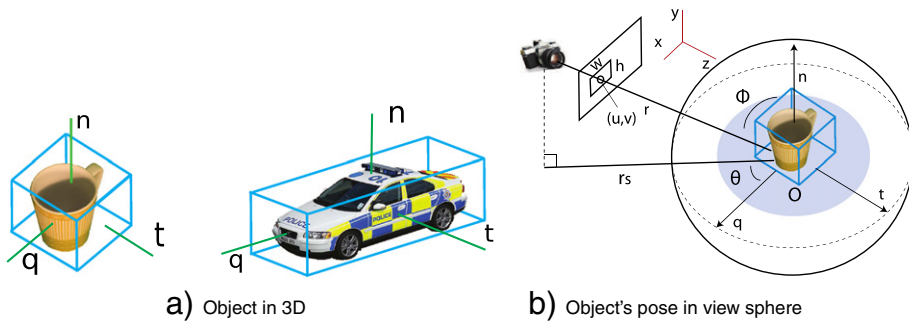 n
q
t
n
q
t
POLICE
POLICE
a) Object in 3D
y
x
z
w
h
(u,v)
r
rs
Φ
θ
n
O
q
t
b) Object's pose in view sphere